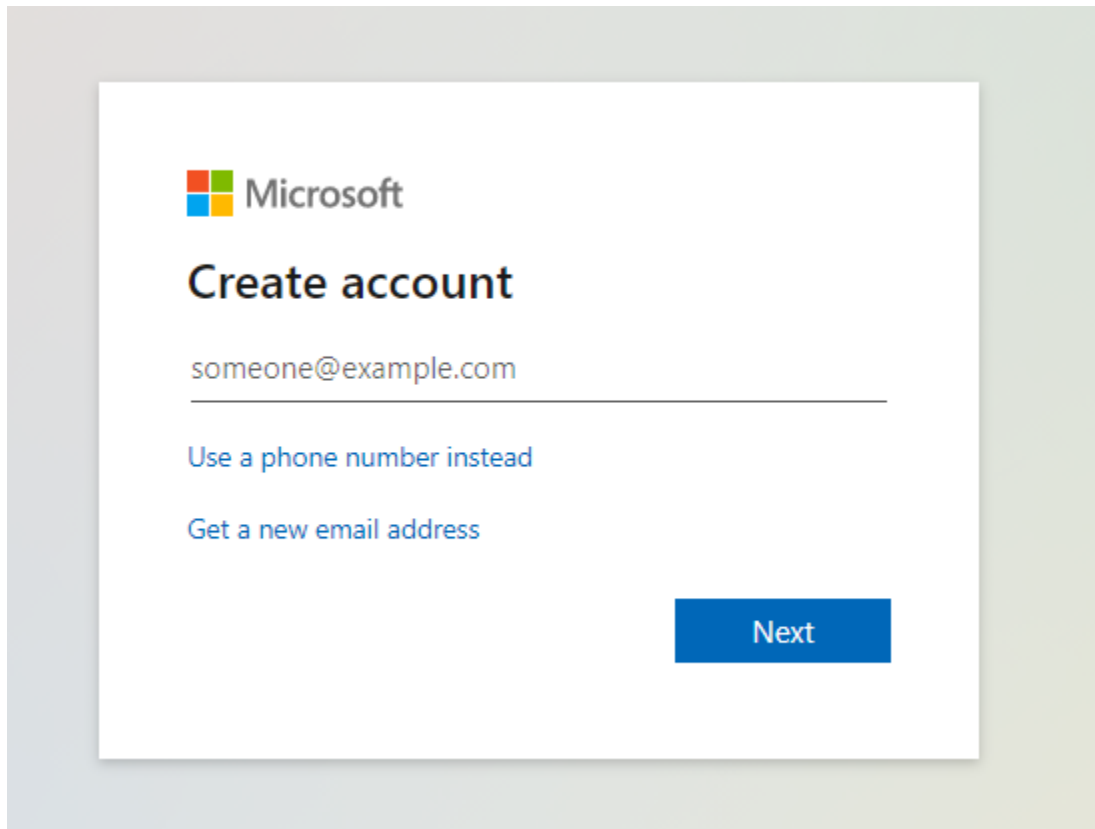 Microsoft
Create account
someone@example.com
Use a phone number instead
Get a new email address
Next